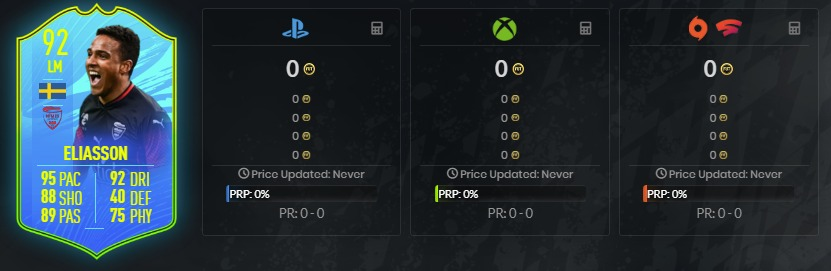 92
LM
ELIASSON
95 PAC
92 DRI
88 SHO
40 DEF
89 PAS
75 PHY
0
0
0
0
0
Price Updated: Never
PRP: 0%
PR: 0 - 0
0
0
0
0
0
Price Updated: Never
PRP: 0%
PR: 0 - 0
0
0
0
0
0
Price Updated: Never
PRP: 0%
PR: 0 - 0